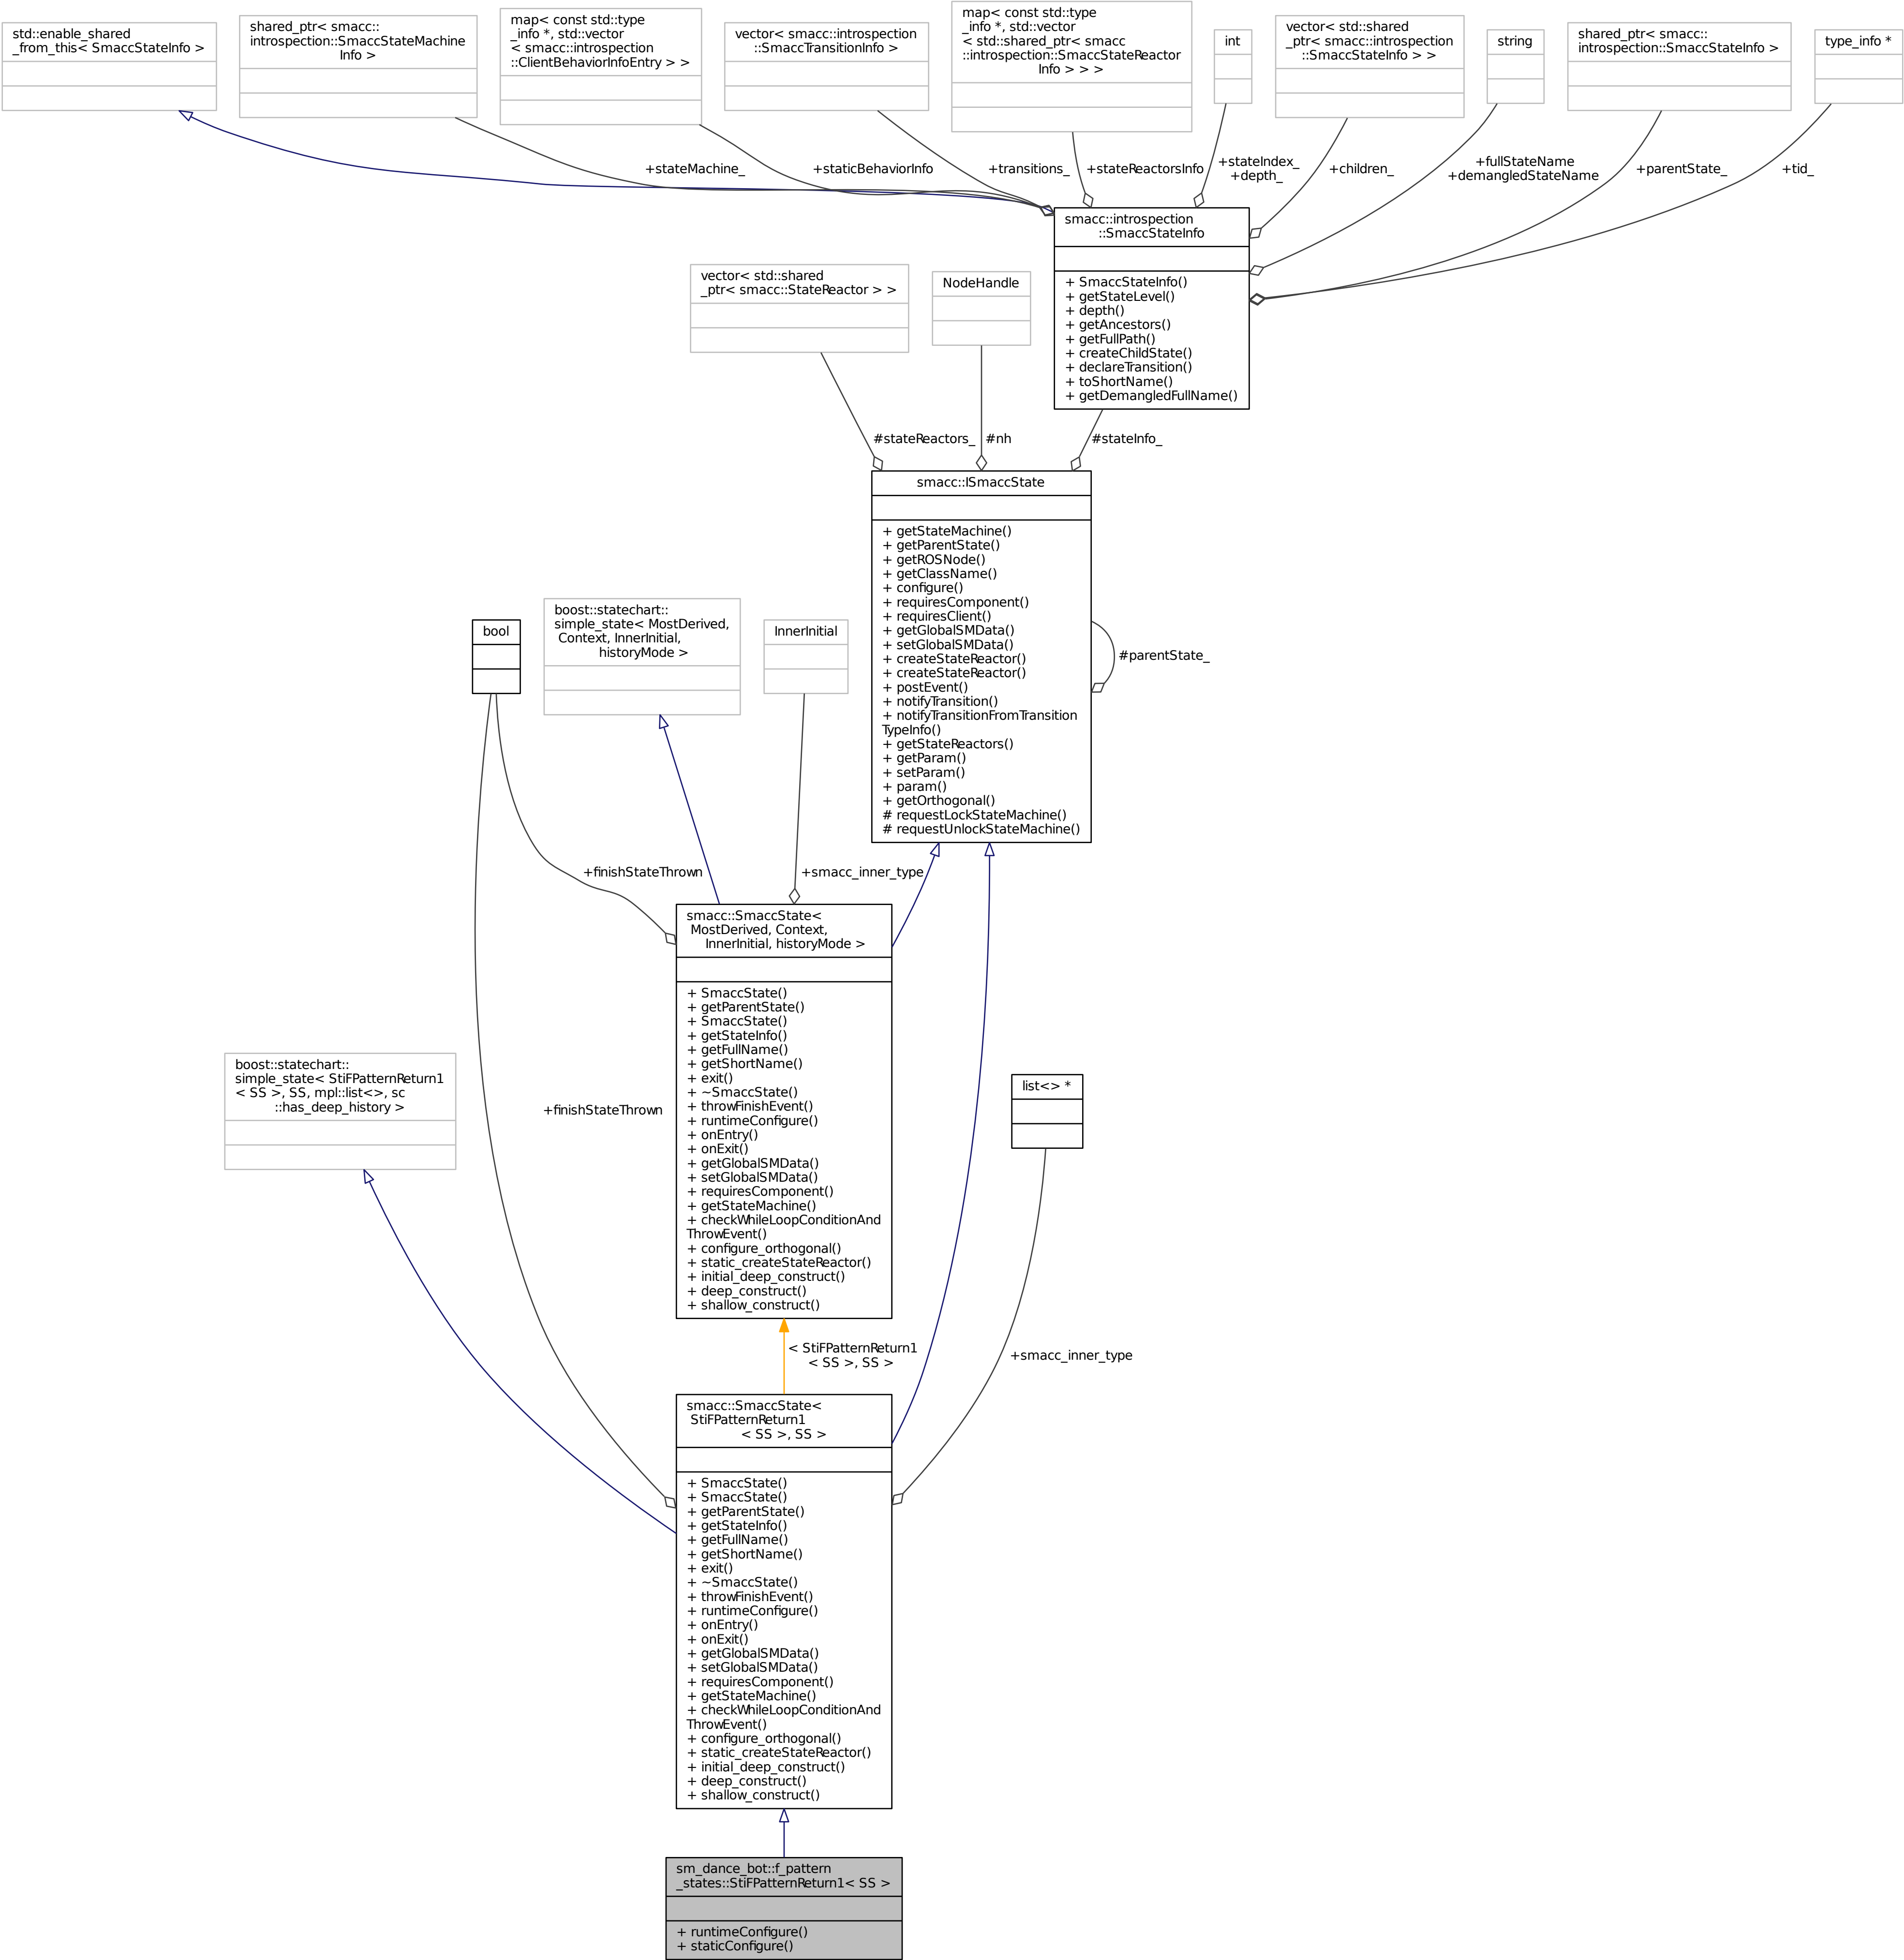 std::enable_shared
_from_this< SmaccStateInfo >
shared_ptr< smacc::
introspection::SmaccStateMachine
Info >
map< const std::type
_info *, std::vector
< smacc::introspection
::ClientBehaviorInfoEntry > >
vector< smacc::introspection
::SmaccTransitionInfo >
map< const std::type
_info *, std::vector
< std::shared_ptr< smacc
::introspection::SmaccStateReactor
Info > > >
int
vector< std::shared
_ptr< smacc::introspection
::SmaccStateInfo > >
string
shared_ptr< smacc::
introspection::SmaccStateInfo >
type_info *
+stateMachine_
+staticBehaviorInfo
+transitions_
+stateReactorsInfo
+stateIndex_
+depth_
+children_
+fullStateName
+demangledStateName
+parentState_
+tid_
smacc::introspection
::SmaccStateInfo
+ SmaccStateInfo()
+ getStateLevel()
+ depth()
+ getAncestors()
+ getFullPath()
+ createChildState()
+ declareTransition()
+ toShortName()
+ getDemangledFullName()
vector< std::shared
_ptr< smacc::StateReactor > >
NodeHandle
#stateReactors_
#nh
#stateInfo_
smacc::ISmaccState
+ getStateMachine()
+ getParentState()
+ getROSNode()
+ getClassName()
+ configure()
+ requiresComponent()
+ requiresClient()
+ getGlobalSMData()
+ setGlobalSMData()
+ createStateReactor()
+ createStateReactor()
+ postEvent()
+ notifyTransition()
+ notifyTransitionFromTransition
TypeInfo()
+ getStateReactors()
+ getParam()
+ setParam()
+ param()
+ getOrthogonal()
# requestLockStateMachine()
# requestUnlockStateMachine()
#parentState_
bool
boost::statechart::
simple_state< MostDerived,
Context, InnerInitial,
historyMode >
InnerInitial
+finishStateThrown
+smacc_inner_type
smacc::SmaccState<
MostDerived, Context,
InnerInitial, historyMode >
+ SmaccState()
+ getParentState()
+ SmaccState()
+ getStateInfo()
+ getFullName()
+ getShortName()
+ exit()
+ ~SmaccState()
+ throwFinishEvent()
+ runtimeConfigure()
+ onEntry()
+ onExit()
+ getGlobalSMData()
+ setGlobalSMData()
+ requiresComponent()
+ getStateMachine()
+ checkWhileLoopConditionAnd
ThrowEvent()
+ configure_orthogonal()
+ static_createStateReactor()
+ initial_deep_construct()
+ deep_construct()
+ shallow_construct()
boost::statechart::
simple_state< StiFPatternReturn1
< SS >, SS, mpl::list<>, sc
::has_deep_history >
+finishStateThrown
list<> *
< StiFPatternReturn1
< SS >, SS >
+smacc_inner_type
smacc::SmaccState<
StiFPatternReturn1
< SS >, SS >
+ SmaccState()
+ SmaccState()
+ getParentState()
+ getStateInfo()
+ getFullName()
+ getShortName()
+ exit()
+ ~SmaccState()
+ throwFinishEvent()
+ runtimeConfigure()
+ onEntry()
+ onExit()
+ getGlobalSMData()
+ setGlobalSMData()
+ requiresComponent()
+ getStateMachine()
+ checkWhileLoopConditionAnd
ThrowEvent()
+ configure_orthogonal()
+ static_createStateReactor()
+ initial_deep_construct()
+ deep_construct()
+ shallow_construct()
sm_dance_bot::f_pattern
_states::StiFPatternReturn1< SS >
+ runtimeConfigure()
+ staticConfigure()